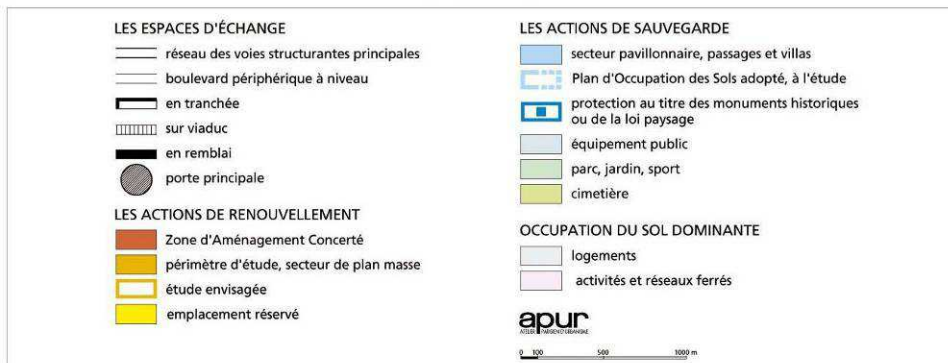 LES ESPACES D'ÉCHANGE
réseau des voies structurantes principales
boulevard périphérique à niveau
en tranchée
sur viaduc
en remblai
porte principale
LES ACTIONS DE RENOUVELLEMENT
Zone d'Aménagement Concerté
périmètre d'étude, secteur de plan masse
étude envisagée
emplacement réservé
LES ACTIONS DE SAUVEGARDE
secteur pavillonnaire, passages et villas
Plan d'Occupation des Sols adopté, à l'étude
protection au titre des monuments historiques
ou de la loi paysage
équipement public
parc, jardin, sport
cimetière
OCCUPATION DU SOL DOMINANTE
logements
activités et réseaux ferrés
apur
ATELIER PARISIEN D'URBANISME
0 100 500 1000 m